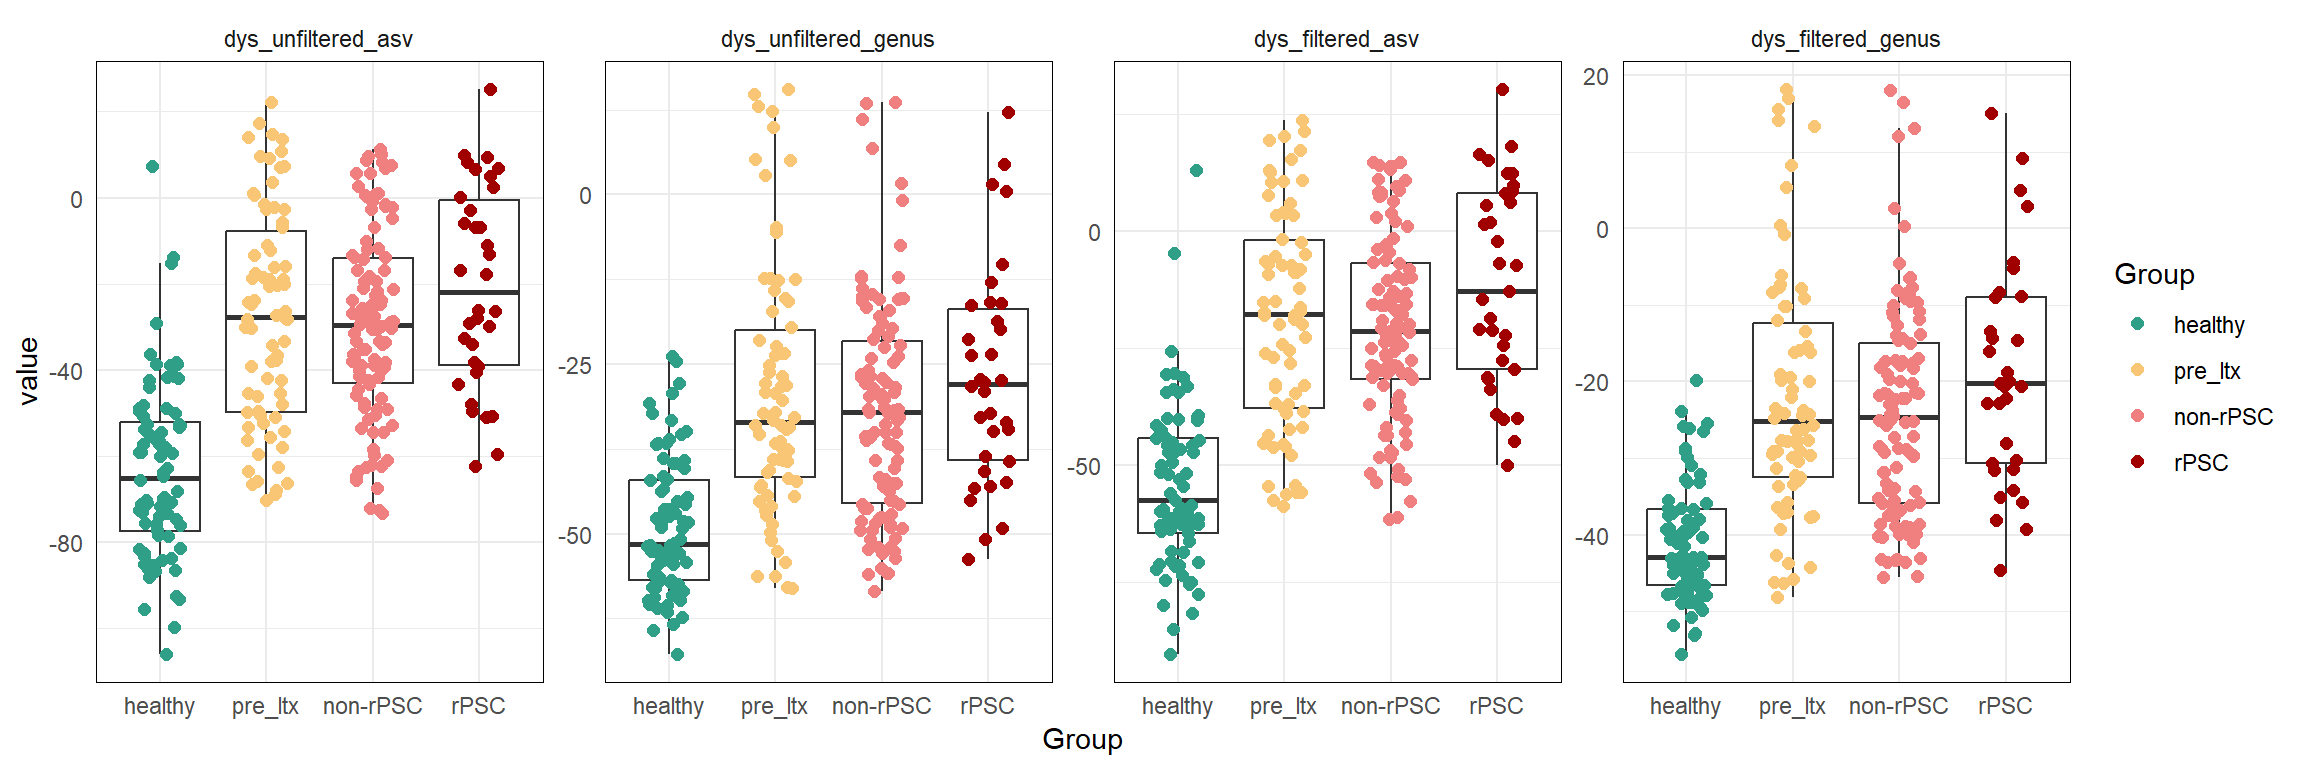 dys_unfiltered_asv
dys_unfiltered_genus
dys_filtered_asv
dys_filtered_genus
value
0
-40
-80
0
-25
-50
0
-50
20
0
-20
-40
healthy
pre_ltx
non-rPSC
rPSC
healthy
pre_ltx
non-rPSC
rPSC
healthy
pre_ltx
non-rPSC
rPSC
healthy
pre_ltx
non-rPSC
rPSC
Group
Group
healthy
pre_ltx
non-rPSC
rPSC